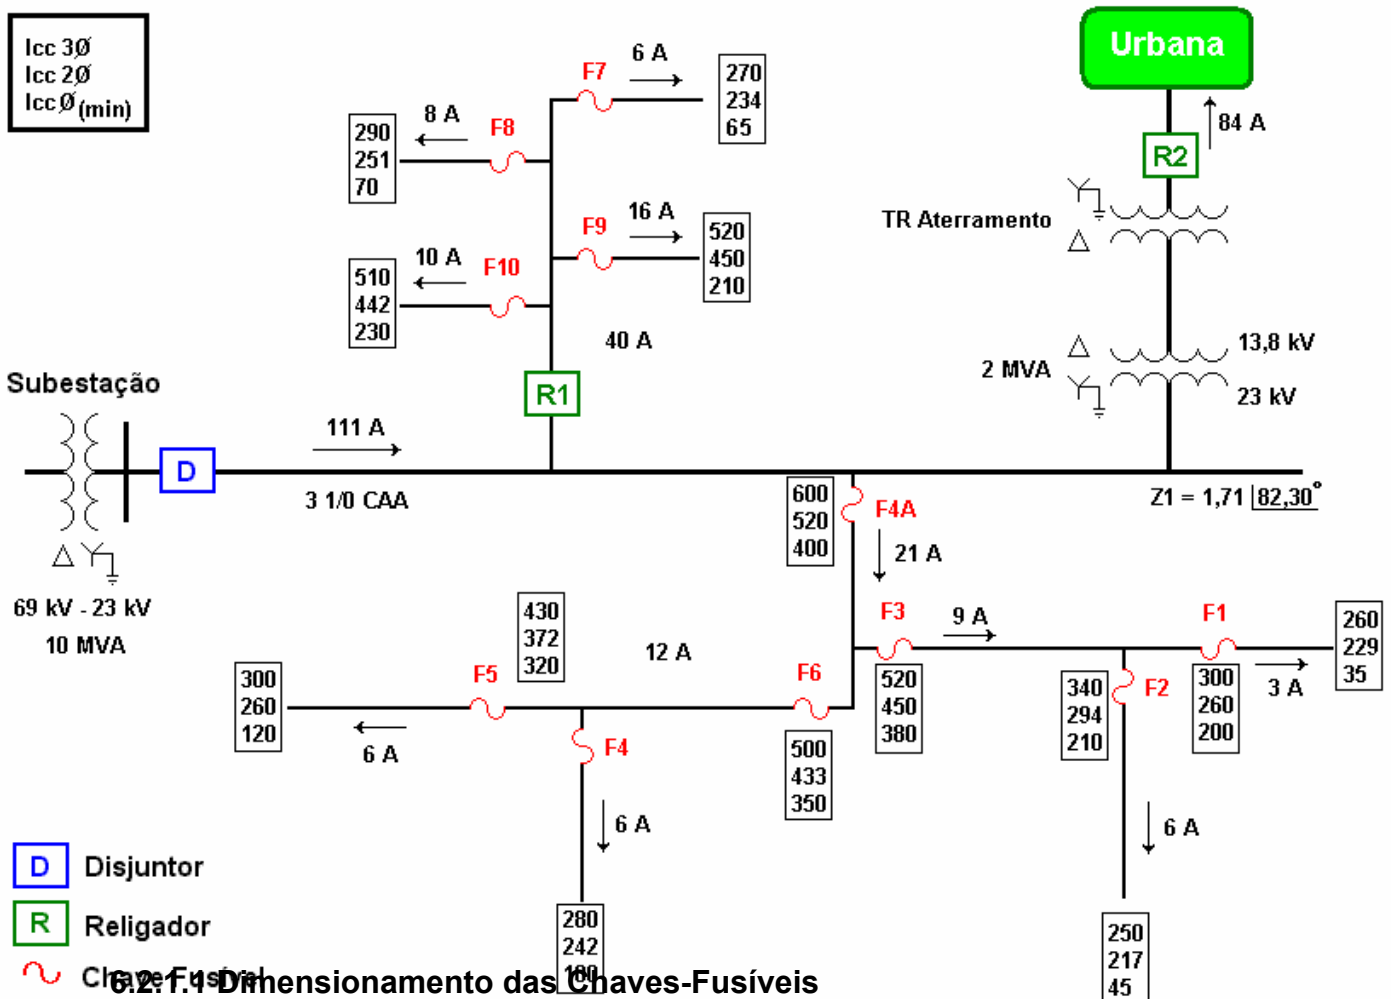 Icc 3Ø
Icc 2Ø
Icc Ø (min)
6 A
F7
270
234
65
Urbana
84 A
R2
8 A
F8
290
251
70
TR Aterramento
16 A
F9
520
450
210
10 A
F10
510
442
230
40 A
13,8 kV
2 MVA
23 kV
Subestação
R1
111 A
D
3 1/0 CAA
600
520
400
F4A
Z1 = 1,71 82,30°
21 A
69 kV - 23 kV
10 MVA
430
372
320
12 A
F3
9 A
F1
260
229
35
F5
F6
520
450
380
340
294
210
F2
300
260
200
3 A
300
260
120
6 A
F4
500
433
350
6 A
6 A
D Disjuntor
R Religador
280
242
250
217
45
Chave Fusível
6.2.1.1 Dimensionamento das Chaves-Fusíveis